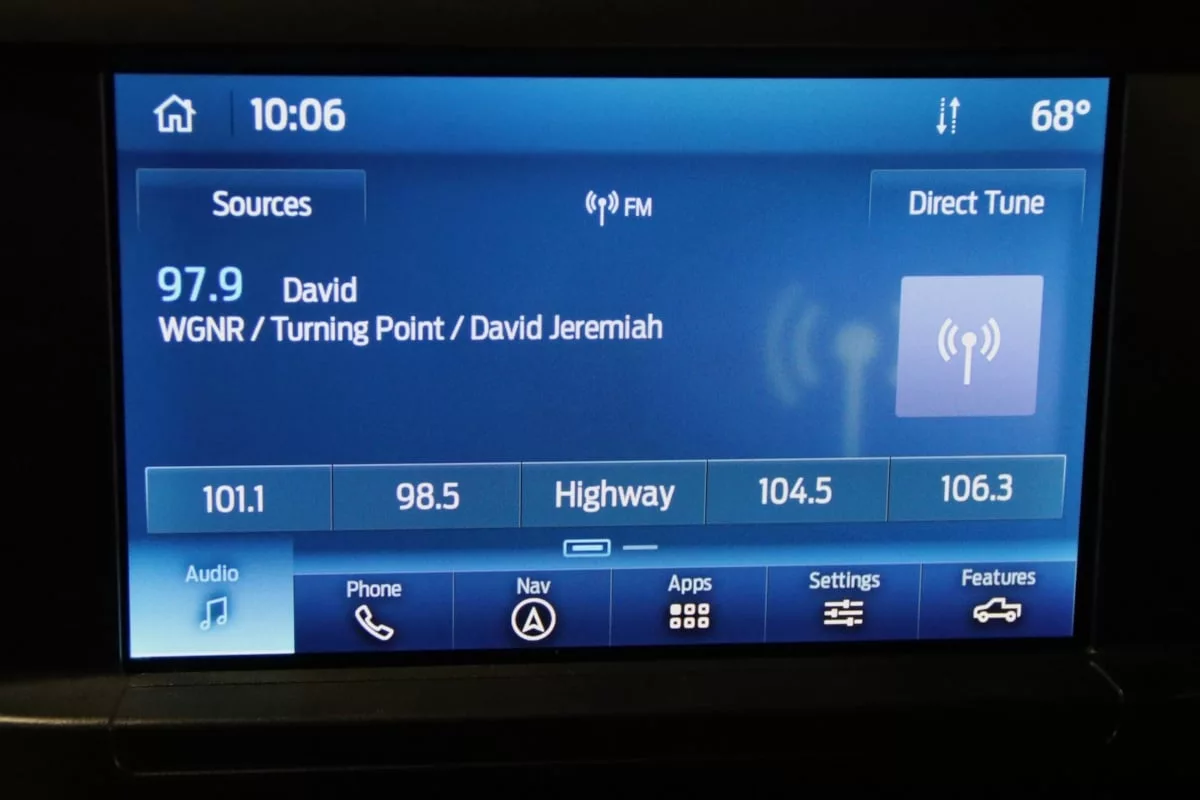 10:06 68°
Sources FM Direct Tune
97.9 David
WGNR / Turning Point / David Jeremiah
101.1 98.5 Highway 104.5 106.3
Audio Phone Nav Apps Settings Features